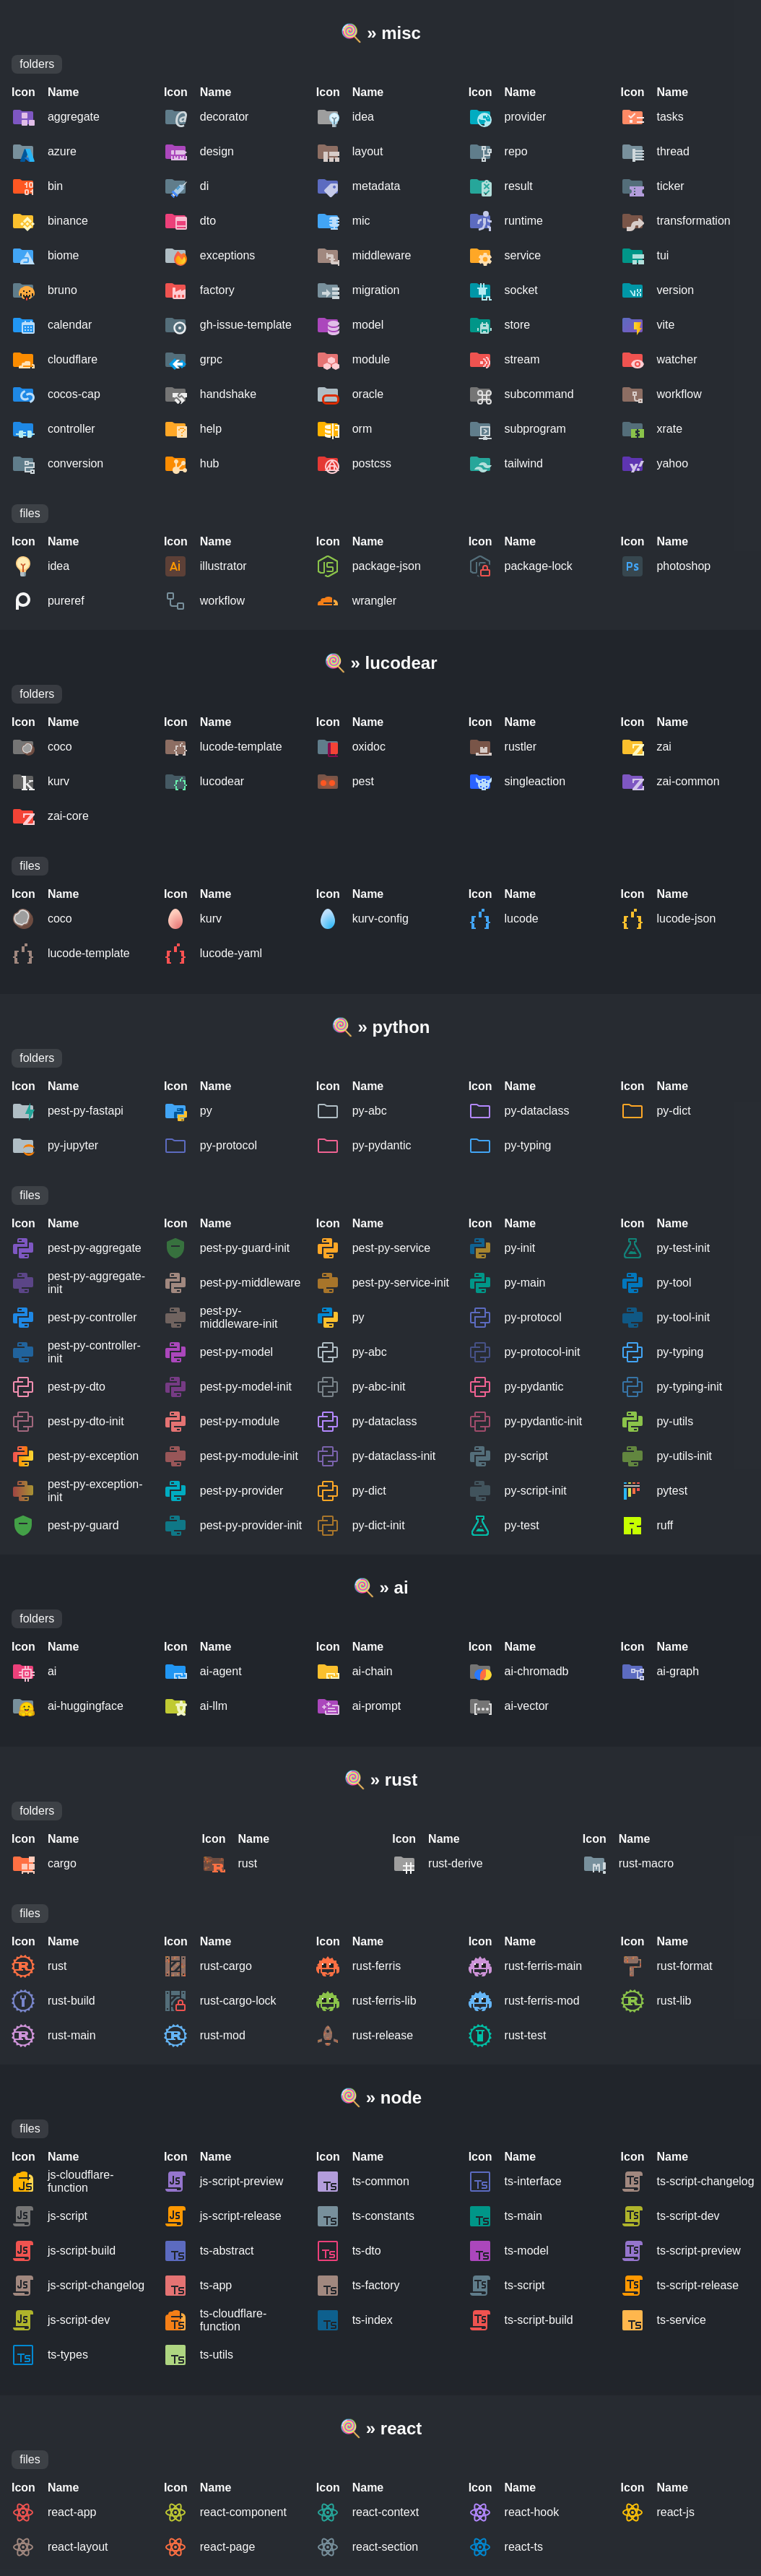 » misc
folders
Icon Name Icon Name Icon Name Icon Name Icon Name
aggregate decorator idea provider tasks
azure design layout repo thread
bin di metadata result ticker
binance dto mic runtime transformation
biome exceptions middleware service tui
bruno factory migration socket version
calendar gh-issue-template model store vite
cloudflare grpc module stream watcher
cocos-cap handshake oracle subcommand workflow
controller help orm subprogram xrate
conversion hub postcss tailwind yahoo
files
Icon Name Icon Name Icon Name Icon Name Icon Name
idea illustrator package-json package-lock photoshop
pureref workflow wrangler
» lucodear
folders
Icon Name Icon Name Icon Name Icon Name Icon Name
coco lucode-template oxidoc rustler zai
kurv lucodear pest singleaction zai-common
zai-core
files
Icon Name Icon Name Icon Name Icon Name Icon Name
coco kurv kurv-config lucode lucode-json
lucode-template lucode-yaml
» python
folders
Icon Name Icon Name Icon Name Icon Name Icon Name
pest-py-fastapi py py-abc py-dataclass py-dict
py-jupyter py-protocol py-pydantic py-typing
files
Icon Name Icon Name Icon Name Icon Name Icon Name
pest-py-aggregate pest-py-guard-init pest-py-service py-init py-test-init
pest-py-aggregate-
init pest-py-middleware pest-py-service-init py-main py-tool
pest-py-controller pest-py-
middleware-init py py-protocol py-tool-init
pest-py-controller-
init pest-py-model py-abc py-protocol-init py-typing
pest-py-dto pest-py-model-init py-abc-init py-pydantic py-typing-init
pest-py-dto-init pest-py-module py-dataclass py-pydantic-init py-utils
pest-py-exception pest-py-module-init py-dataclass-init py-script py-utils-init
pest-py-exception-
init pest-py-provider py-dict py-script-init pytest
pest-py-guard pest-py-provider-init py-dict-init py-test ruff
» ai
folders
Icon Name Icon Name Icon Name Icon Name Icon Name
ai ai-agent ai-chain ai-chromadb ai-graph
ai-huggingface ai-llm ai-prompt ai-vector
» rust
folders
Icon Name Icon Name Icon Name Icon Name
cargo rust rust-derive rust-macro
files
Icon Name Icon Name Icon Name Icon Name Icon Name
rust rust-cargo rust-ferris rust-ferris-main rust-format
rust-build rust-cargo-lock rust-ferris-lib rust-ferris-mod rust-lib
rust-main rust-mod rust-release rust-test
» node
files
Icon Name Icon Name Icon Name Icon Name Icon Name
js-cloudflare-
function js-script-preview ts-common ts-interface ts-script-changelog
js-script js-script-release ts-constants ts-main ts-script-dev
js-script-build ts-abstract ts-dto ts-model ts-script-preview
js-script-changelog ts-app ts-factory ts-script ts-script-release
js-script-dev ts-cloudflare-
function ts-index ts-script-build ts-service
ts-types ts-utils
» react
files
Icon Name Icon Name Icon Name Icon Name Icon Name
react-app react-component react-context react-hook react-js
react-layout react-page react-section react-ts